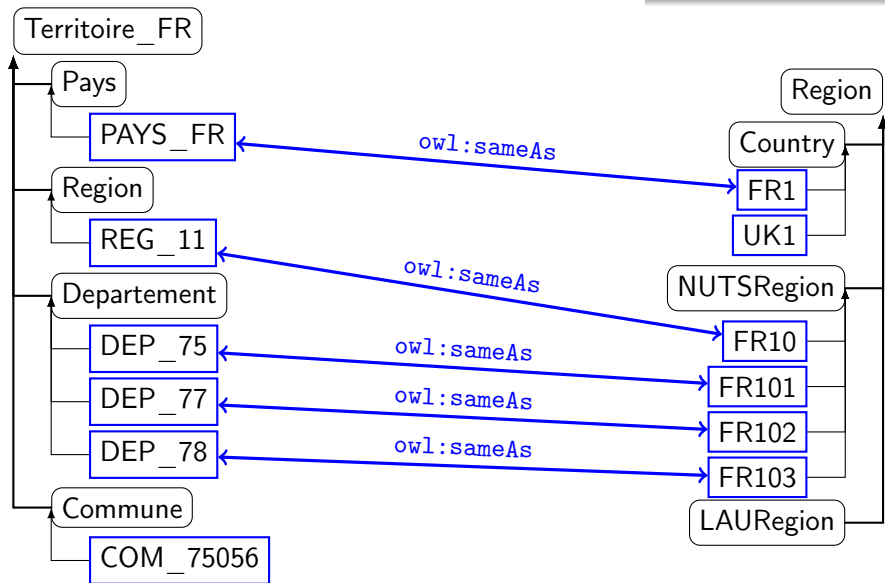 Territoire_FR
Pays
PAYS_FR
Region
REG_11
Departement
DEP_75
DEP_77
DEP_78
Commune
COM_75056
owl:sameAs
owl:sameAs
owl:sameAs
owl:sameAs
owl:sameAs
Region
Country
FR1
UK1
NUTSRegion
FR10
FR101
FR102
FR103
LAURegion